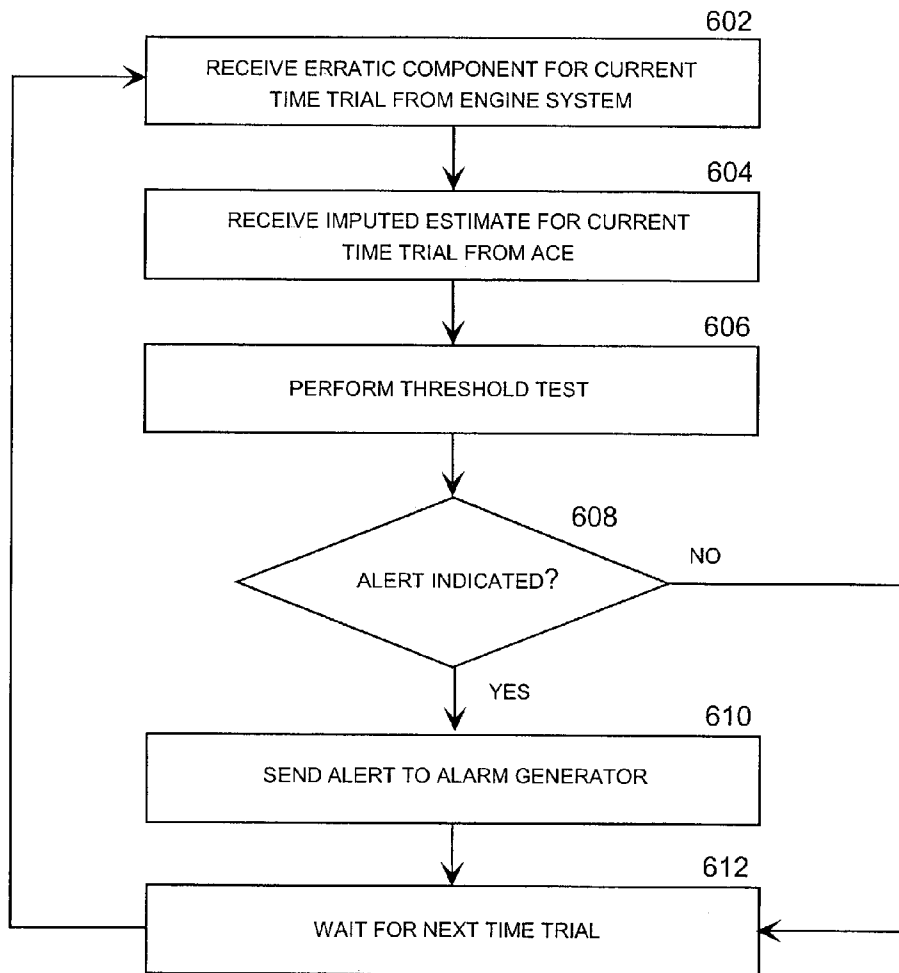 602
RECEIVE ERRATIC COMPONENT FOR CURRENT
TIME TRIAL FROM ENGINE SYSTEM
604
RECEIVE IMPUTED ESTIMATE FOR CURRENT
TIME TRIAL FROM ACE
606
PERFORM THRESHOLD TEST
608
ALERT INDICATED?
NO
YES
610
SEND ALERT TO ALARM GENERATOR
612
WAIT FOR NEXT TIME TRIAL